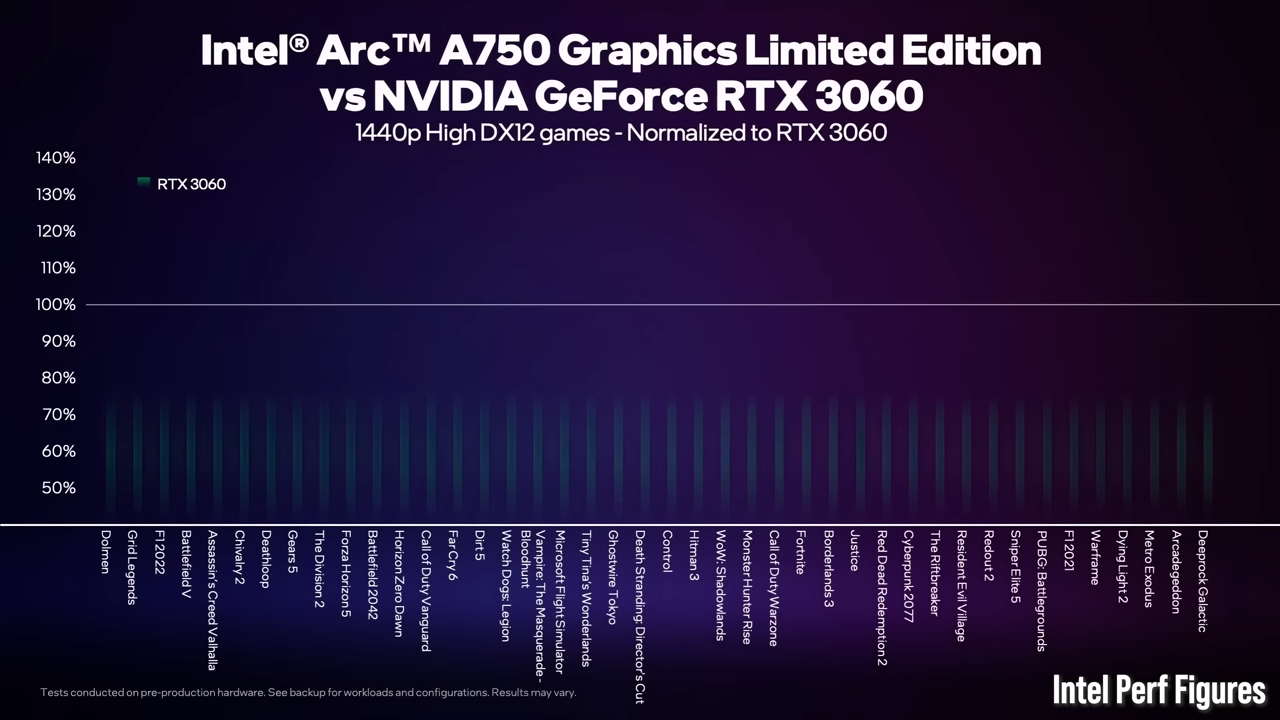 Intel® Arc™ A750 Graphics Limited Edition
vs NVIDIA GeForce RTX 3060
1440p High DX12 games - Normalized to RTX 3060
140%
RTX 3060
130%
120%
110%
100%
90%
80%
70%
60%
50%
Dolmen
Grid Legends
F1 2022
Battlefield V
Assassin's Creed Valhalla
Chivalry 2
Deathloop
Gears 5
The Division 2
Forza Horizon 5
Battlefield 2042
Horizon Zero Dawn
Call of Duty Vanguard
Far Cry 6
Dirt 5
Watch Dogs: Legion
Vampire: The Masquerade -
Bloodhunt
Microsoft Flight Simulator
Tiny Tina's Wonderlands
Ghostwire Tokyo
Death Stranding: Director's Cut
Control
Hitman 3
WoW: Shadowlands
Monster Hunter Rise
Call of Duty Warzone
Fortnite
Borderlands 3
Justice
Red Dead Redemption 2
Cyberpunk 2077
The Riftbreaker
Resident Evil Village
Redout 2
Sniper Elite 5
PUBG: Battlegrounds
F1 2021
Warframe
Dying Light 2
Metro Exodus
Arcadegeddon
Deeprock Galactic
Tests conducted on pre-production hardware. See backup for workloads and configurations. Results may vary.
Intel Perf Figures